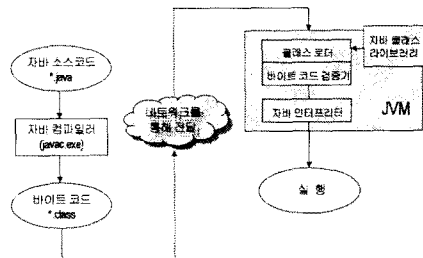 자바 소스코드
*.java
자바 컴파일러
(javac.exe)
바이트 코드
*.class
네트워크를
통해 전달
클래스 로더
바이트 코드 검증기
자바 인터프리터
JVM
자바 클래스
라이브러리
실 행